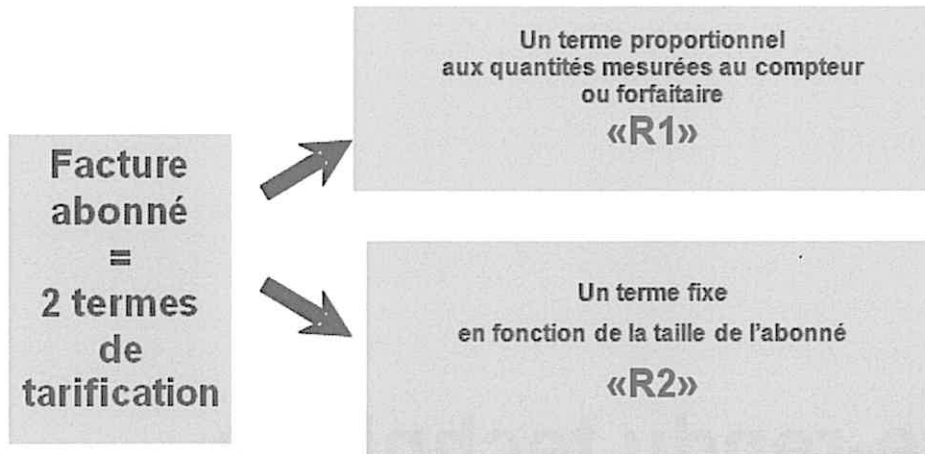 Facture
abonné
=
2 termes
de
tarification
Un terme proportionnel
aux quantités mesurées au compteur
ou forfaitaire
«R1»
Un terme fixe
en fonction de la taille de l'abonné
«R2»